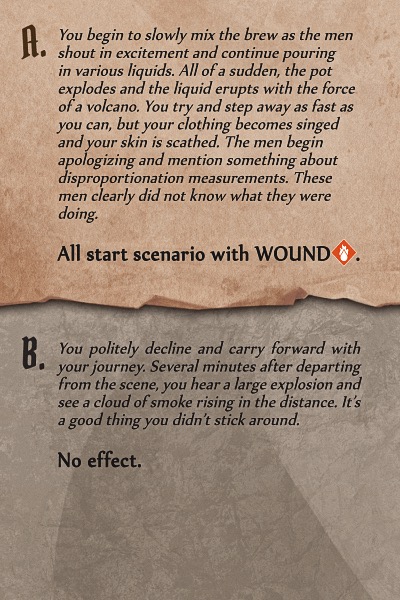 A.
You begin to slowly mix the brew as the men
shout in excitement and continue pouring
in various liquids. All of a sudden, the pot
explodes and the liquid erupts with the force
of a volcano. You try and step away as fast as
you can, but your clothing becomes singed
and your skin is scathed. The men begin
apologizing and mention something about
disproportionation measurements. These
men clearly did not know what they were
doing.
All start scenario with WOUND.
B.
You politely decline and carry forward with
your journey. Several minutes after departing
from the scene, you hear a large explosion and
see a cloud of smoke rising in the distance. It's
a good thing you didn't stick around.
No effect.